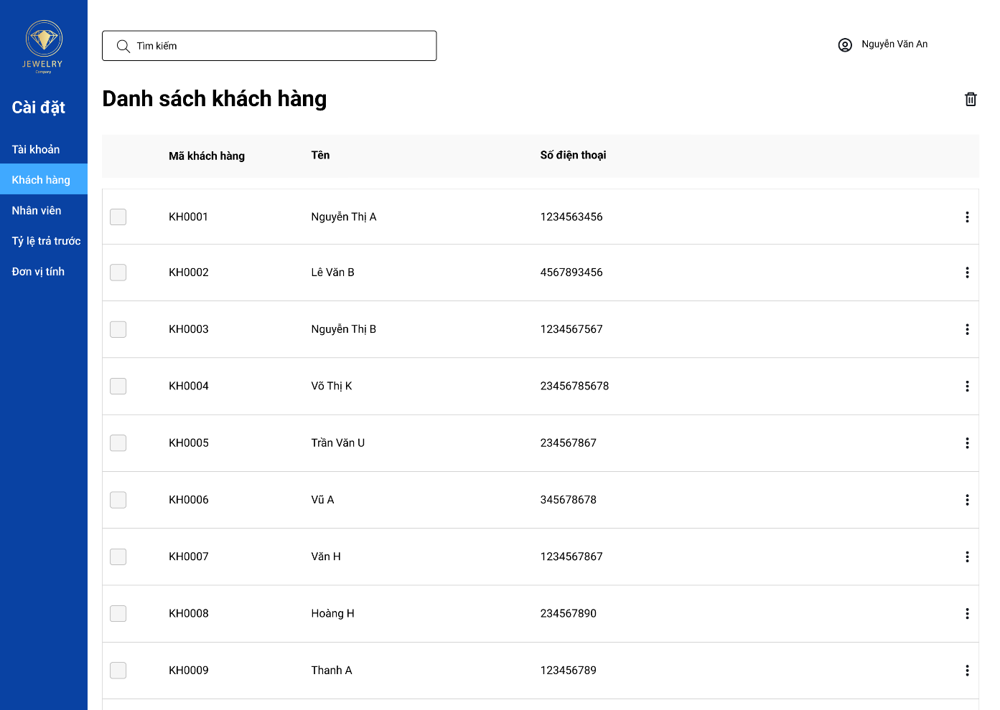 JEWELRY
Company
Cài đặt
Tài khoản
Khách hàng
Nhân viên
Tỷ lệ trả trước
Đơn vị tính
Tìm kiếm
Nguyễn Văn An
Danh sách khách hàng
Mã khách hàng Tên Số điện thoại
KH0001 Nguyễn Thị A 1234563456
KH0002 Lê Văn B 4567893456
KH0003 Nguyễn Thị B 1234567567
KH0004 Võ Thị K 23456785678
KH0005 Trần Văn U 234567867
KH0006 Vũ A 345678678
KH0007 Văn H 1234567867
KH0008 Hoàng H 234567890
KH0009 Thanh A 123456789